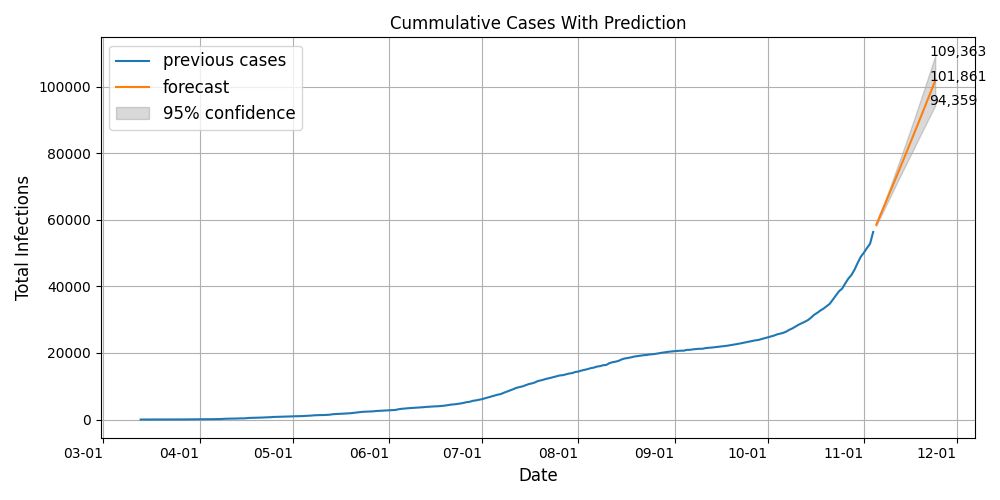 Cummulative Cases With Prediction
previous cases
forecast
95% confidence
109,363
101,861
94,359
100000
80000
60000
40000
20000
0
Total Infections
03-01 04-01 05-01 06-01 07-01 08-01 09-01 10-01 11-01 12-01
Date